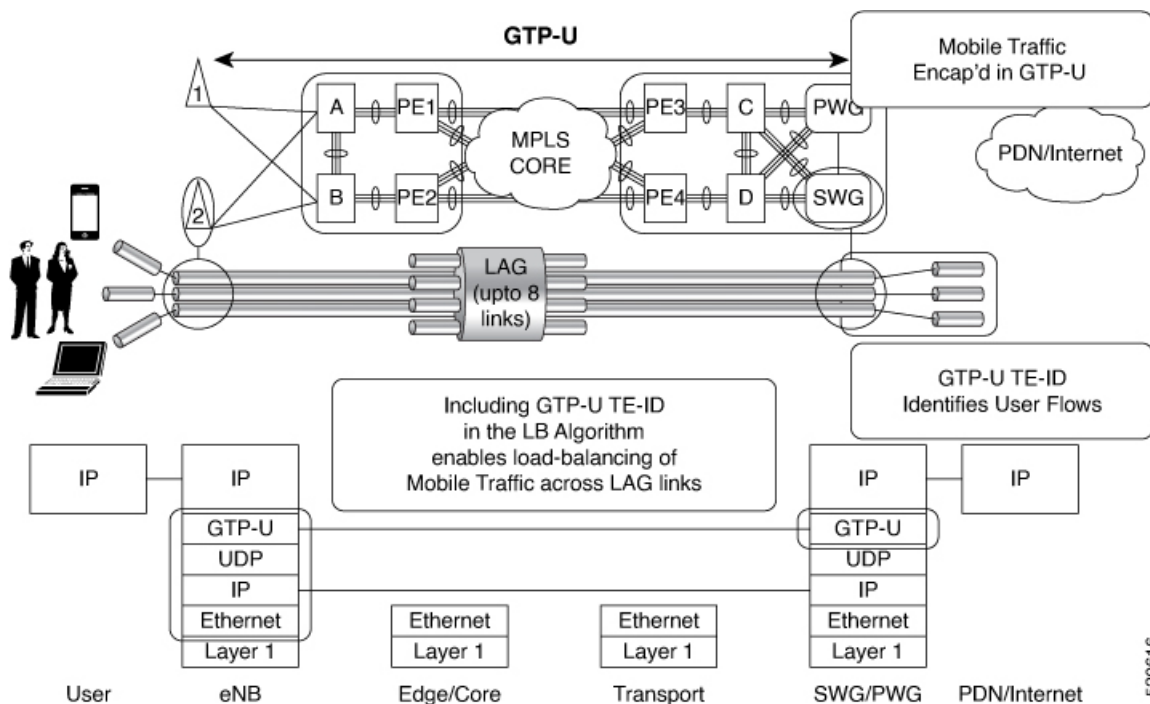 GTP-U
Mobile Traffic
Encap'd in GTP-U
1
A
PE1
MPLS
CORE
PE3
C
PWG
PDN/Internet
2
B
PE2
PE4
D
SWG
LAG
(upto 8
links)
Including GTP-U TE-ID
in the LB Algorithm
enables load-balancing of
Mobile Traffic across LAG links
GTP-U TE-ID
Identifies User Flows
IP
IP
IP
IP
GTP-U
GTP-U
UDP
UDP
IP
IP
Ethernet
Ethernet
Ethernet
Ethernet
Layer 1
Layer 1
Layer 1
Layer 1
User
eNB
Edge/Core
Transport
SWG/PWG
PDN/Internet